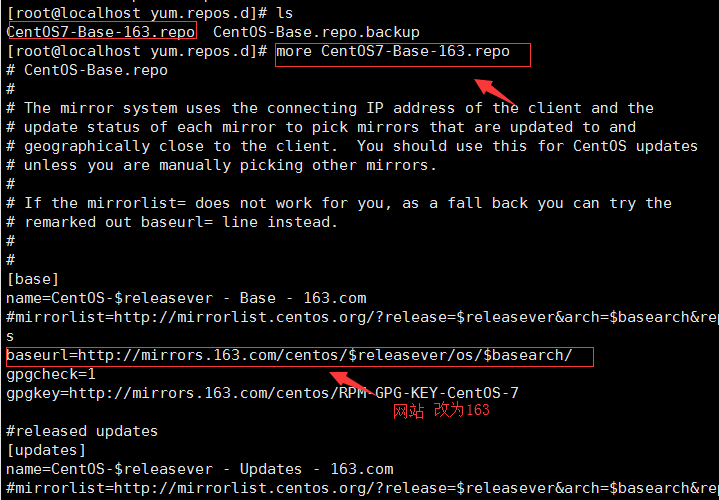 [root@localhost yum.repos.d]# ls
CentOS7-Base-163.repo  CentOS-Base.repo.backup
[root@localhost yum.repos.d]# more CentOS7-Base-163.repo
# CentOS-Base.repo
#
# The mirror system uses the connecting IP address of the client and the
# update status of each mirror to pick mirrors that are updated to and
# geographically close to the client.  You should use this for CentOS updates
# unless you are manually picking other mirrors.
#
# If the mirrorlist= does not work for you, as a fall back you can try the
# remarked out baseurl= line instead.
#
#
[base]
name=CentOS-$releasever - Base - 163.com
#mirrorlist=http://mirrorlist.centos.org/?release=$releasever&arch=$basearch&rep
s
baseurl=http://mirrors.163.com/centos/$releasever/os/$basearch/
gpgcheck=1
gpgkey=http://mirrors.163.com/centos/RPM-GPG-KEY-CentOS-7
网站 改为163
#released updates
[updates]
name=CentOS-$releasever - Updates - 163.com
#mirrorlist=http://mirrorlist.centos.org/?release=$releasever&arch=$basearch&rep